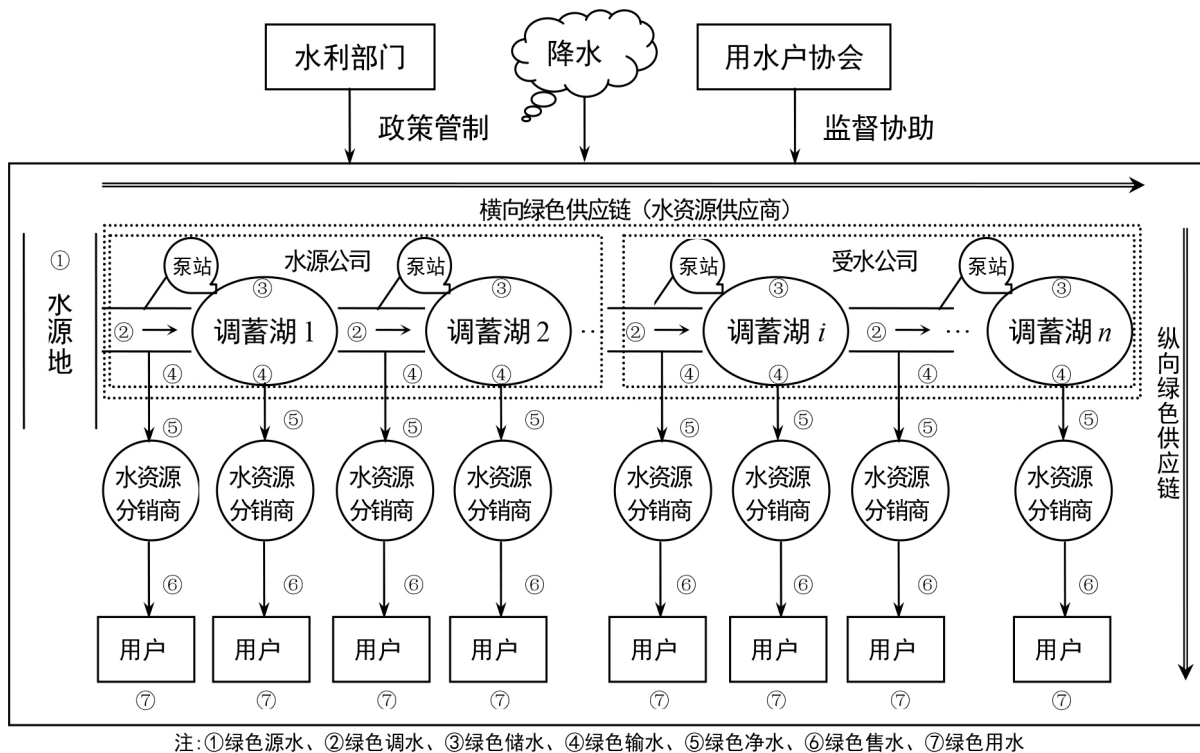 水利部门
降水
用水户协会
政策管制
监督协助
横向绿色供应链（水资源供应商）
水源公司
受水公司
泵站
泵站
泵站
泵站
①
水源地
③
③
③
③
② → 调蓄湖 1
② → 调蓄湖 2
…
② → 调蓄湖 i
② → …
调蓄湖 n
④ ④ ④ ④ ④ ④ ④ ④
⑤ ⑤ ⑤ ⑤ ⑤ ⑤ ⑤ ⑤
纵向绿色供应链
水资源 水资源 水资源 水资源 水资源 水资源 水资源 水资源
分销商 分销商 分销商 分销商 分销商 分销商 分销商 分销商
⑥ ⑥ ⑥ ⑥ ⑥ ⑥ ⑥ ⑥
用户 用户 用户 用户 用户 用户 用户 用户
⑦ ⑦ ⑦ ⑦ ⑦ ⑦ ⑦ ⑦
注:①绿色源水、②绿色调水、③绿色储水、④绿色输水、⑤绿色净水、⑥绿色售水、⑦绿色用水